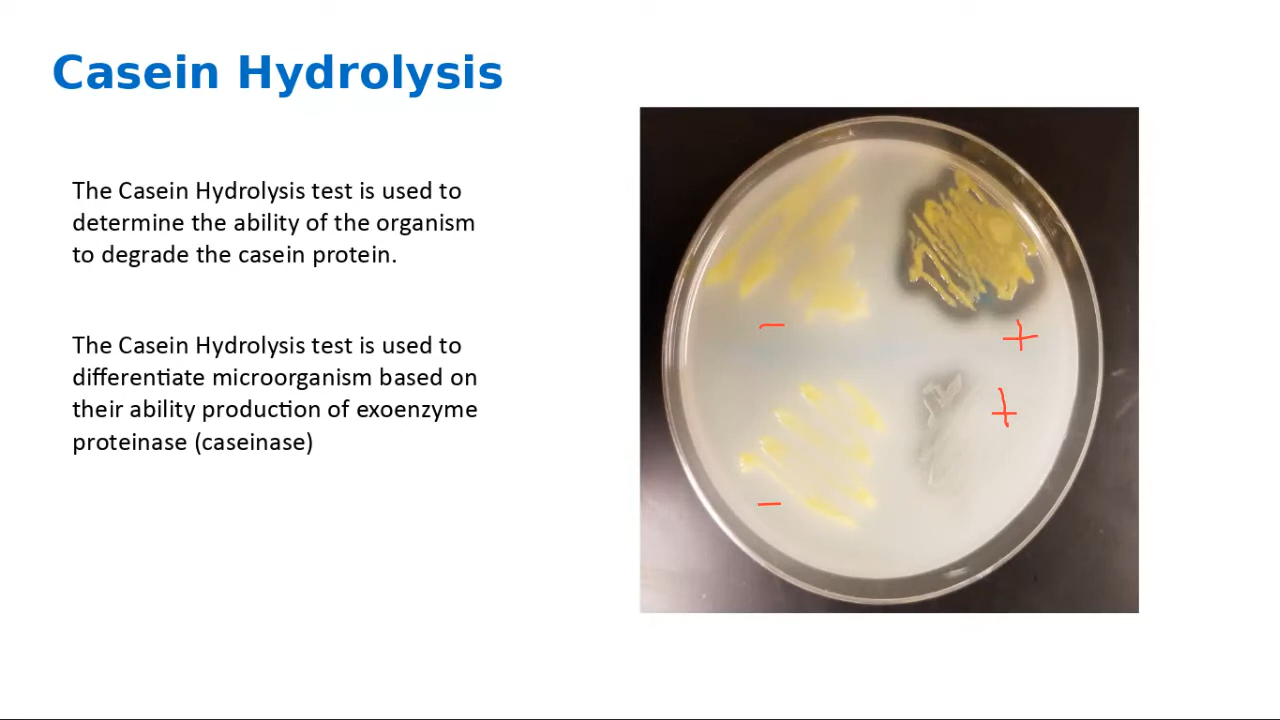 Casein Hydrolysis
The Casein Hydrolysis test is used to
determine the ability of the organism
to degrade the casein protein.
The Casein Hydrolysis test is used to
differentiate microorganism based on
their ability production of exoenzyme
proteinase (caseinase)
− +
+
−